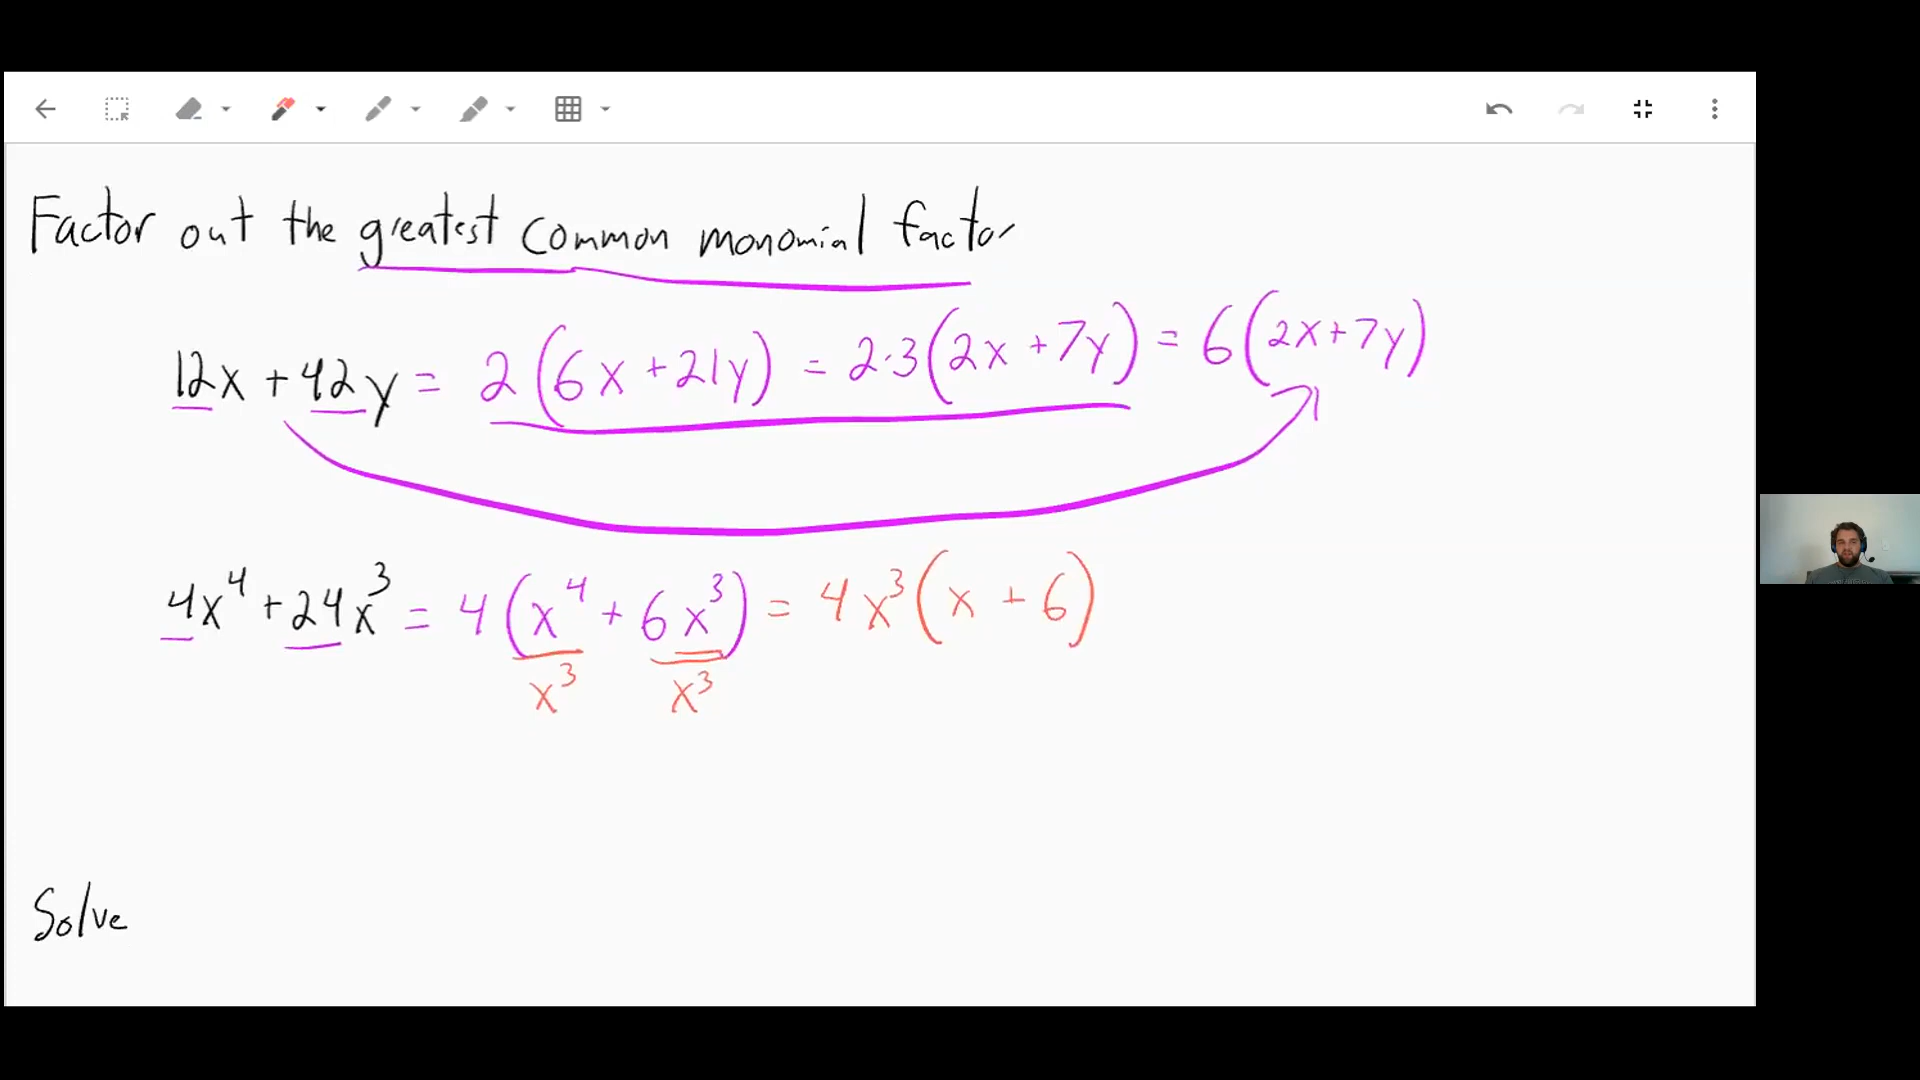 Factor out the greatest common monomial factor
12x + 42y = 2(6x + 21y) = 2·3(2x + 7y) = 6(2x + 7y)
4x⁴ + 24x³ = 4(x⁴ + 6x³) = 4x³(x + 6)
x³ x³
Solve